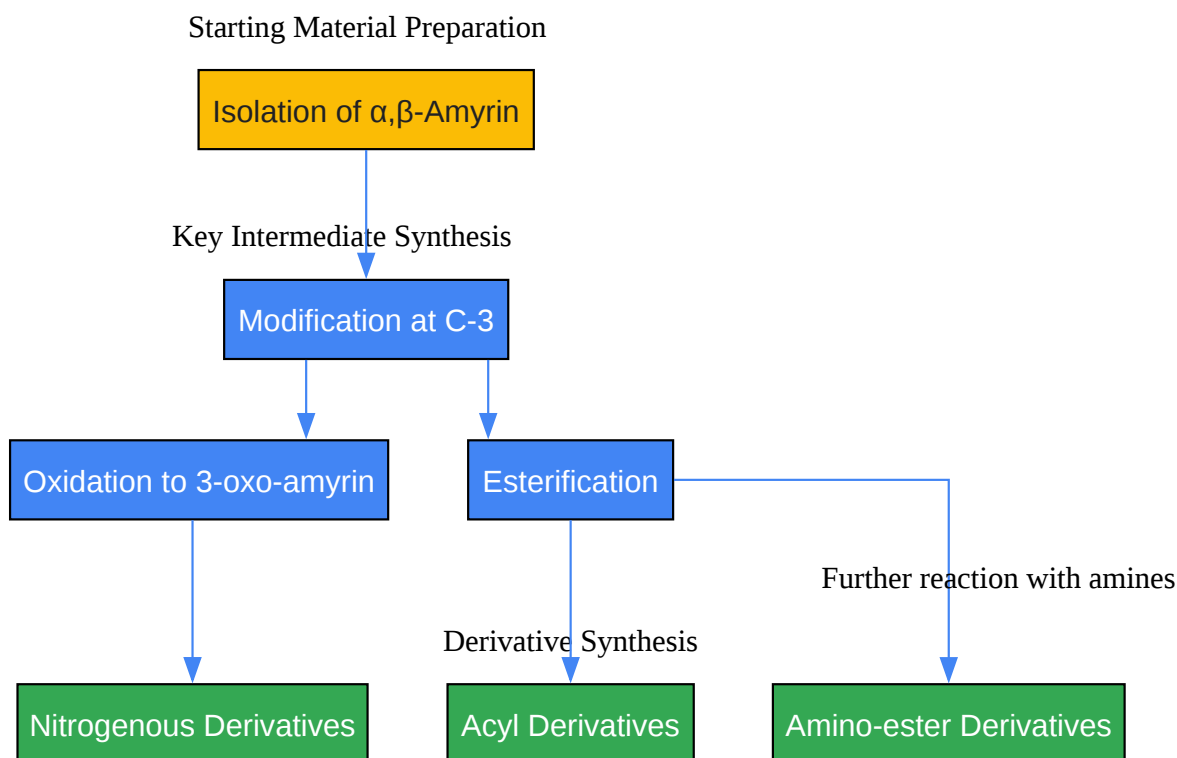 Starting Material Preparation
Isolation of α,β-Amyrin
Key Intermediate Synthesis
Modification at C-3
Oxidation to 3-oxo-amyrin
Esterification
Further reaction with amines
Derivative Synthesis
Nitrogenous Derivatives
Acyl Derivatives
Amino-ester Derivatives